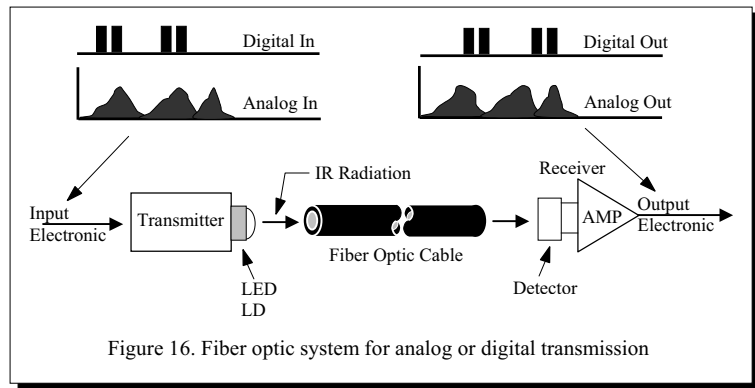 Digital In
Digital Out
Analog In
Analog Out
IR Radiation
Receiver
Input
Electronic
Transmitter
AMP
Output
Electronic
Fiber Optic Cable
LED
LD
Detector
Figure 16. Fiber optic system for analog or digital transmission